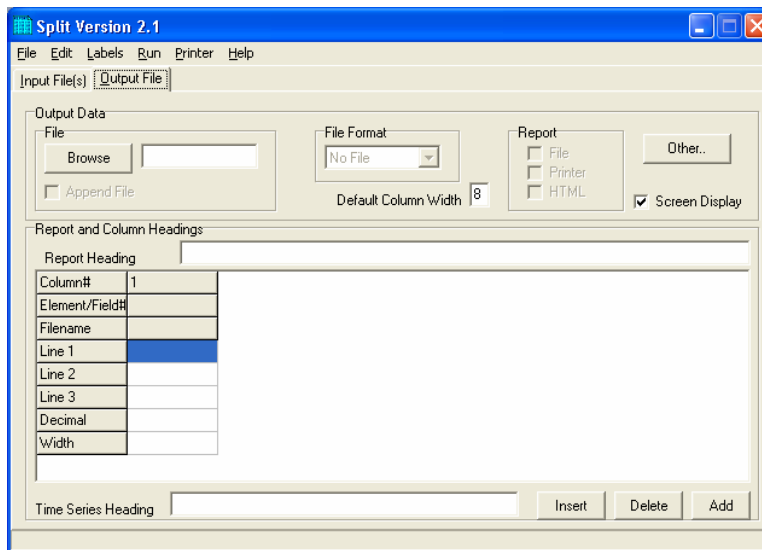 Split Version 2.1
File Edit Labels Run Printer Help
Input File(s) Output File
Output Data
File
Browse
Append File
File Format
No File
Default Column Width 8
Report
File
Printer
HTML
Other..
Screen Display
Report and Column Headings
Report Heading
Column# 1
Element/Field#
Filename
Line 1
Line 2
Line 3
Decimal
Width
Time Series Heading
Insert Delete Add